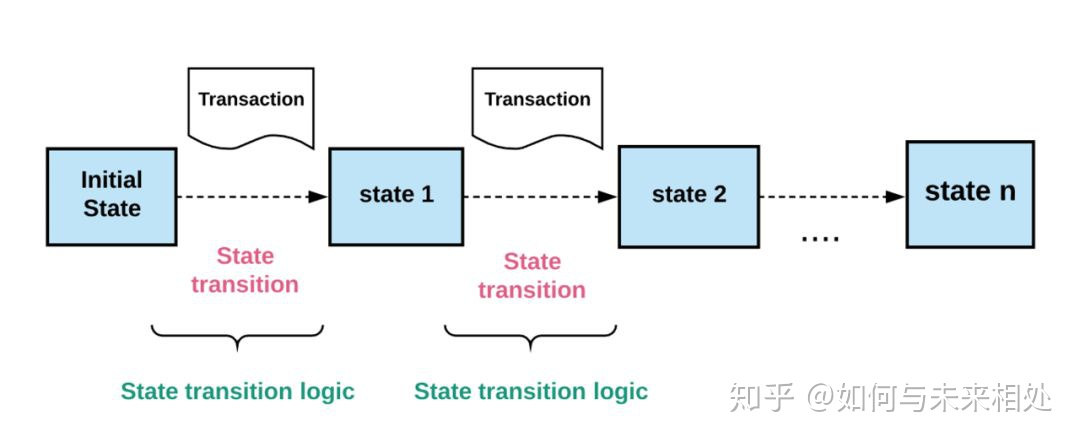 Transaction
Transaction
Initial
State
state 1
state 2
state n
....
State
transition
State
transition
State transition logic
State transition logic
知乎 @如何与未来相处